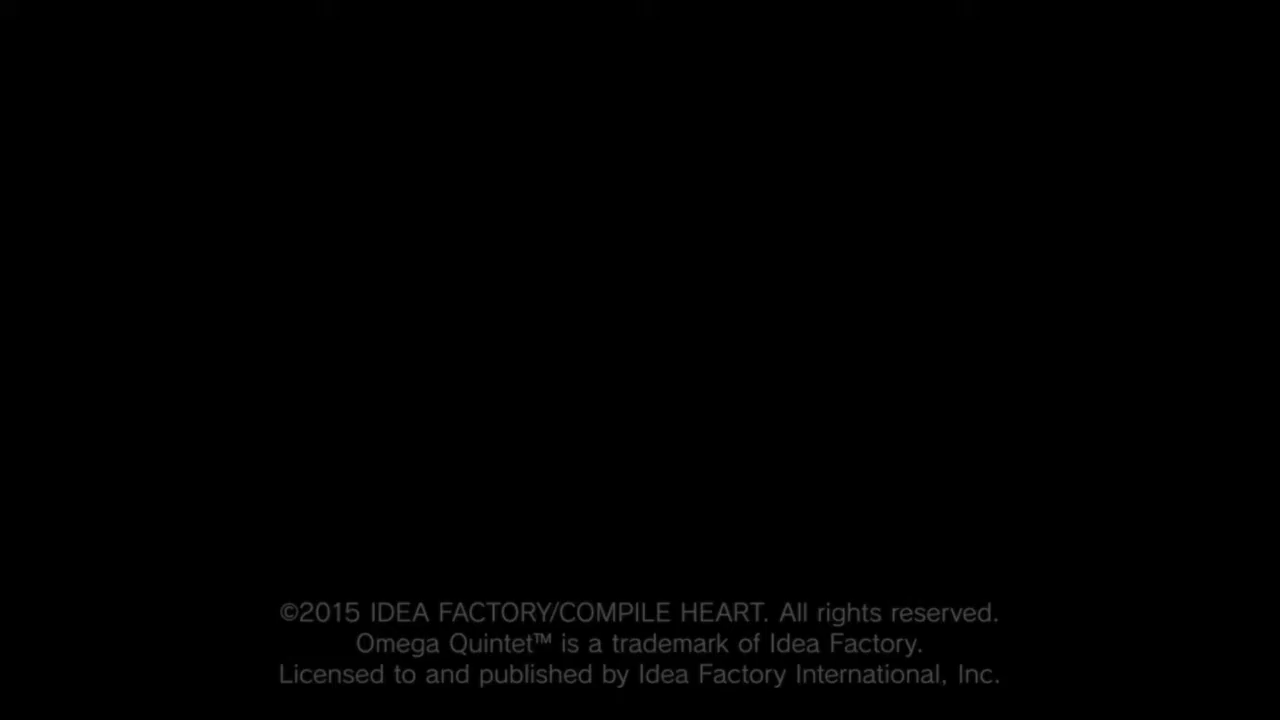 ©2015 IDEA FACTORY/COMPILE HEART. All rights reserved.
Omega Quintet™ is a trademark of Idea Factory.
Licensed to and published by Idea Factory International, Inc.